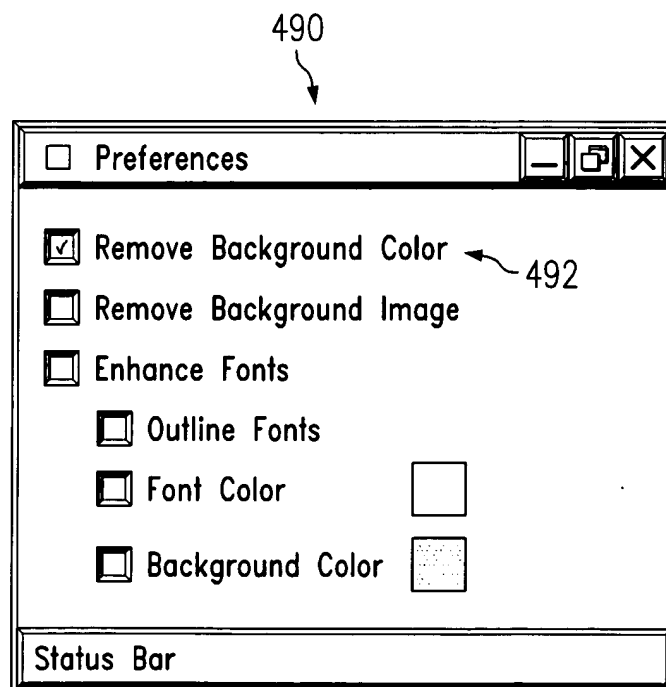 490
Preferences
Remove Background Color
492
Remove Background Image
Enhance Fonts
Outline Fonts
Font Color
Background Color
Status Bar